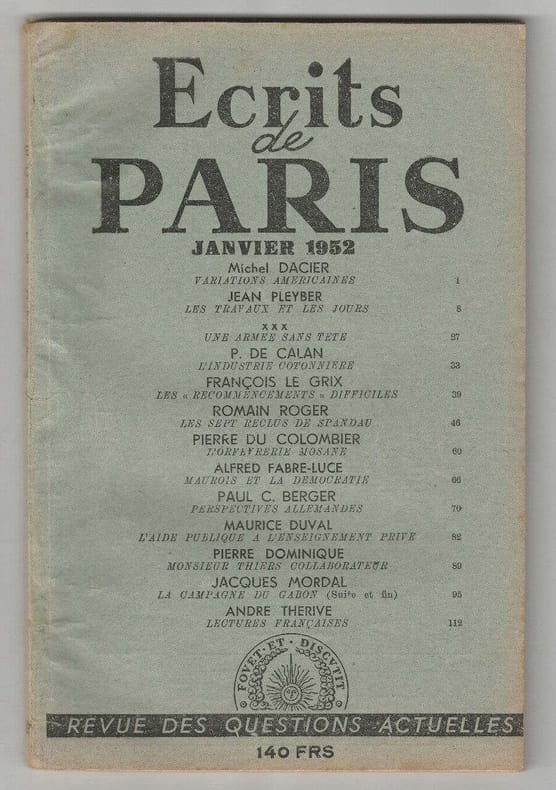 Ecrits
de
PARIS
JANVIER 1952
Michel DACIER
VARIATIONS AMERICAINES 1
JEAN PLEYBER
LES TRAVAUX ET LES JOURS 8
xxx
UNE ARMEE SANS TETE 27
P. DE CALAN
L'INDUSTRIE COTONNIERE 33
FRANÇOIS LE GRIX
LES « RECOMMENCEMENTS » DIFFICILES 39
ROMAIN ROGER
LES SEPT RECLUS DE SPANDAU 46
PIERRE DU COLOMBIER
L'ORFEVRERIE MOSANE 60
ALFRED FABRE-LUCE
MAUROIS ET LA DEMOCRATIE 66
PAUL C. BERGER
PERSPECTIVES ALLEMANDES 70
MAURICE DUVAL
L'AIDE PUBLIQUE A L'ENSEIGNEMENT PRIVE 82
PIERRE DOMINIQUE
MONSIEUR THIERS COLLABORATEUR 89
JACQUES MORDAL
LA CAMPAGNE DU GABON (Suite et fin) 95
ANDRE THERIVE
LECTURES FRANÇAISES 112
FOVET·ET·DISCVTIT
REVUE DES QUESTIONS ACTUELLES
140 FRS